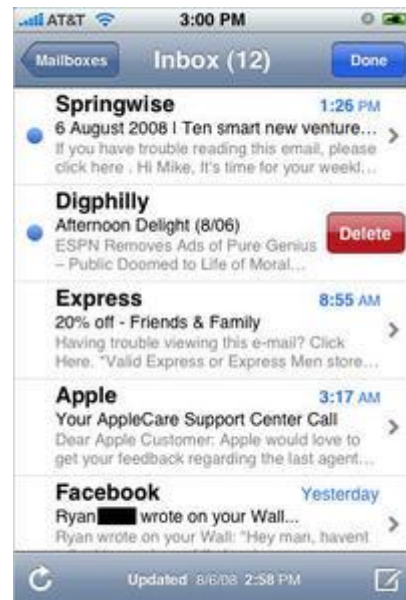 AT&T 3:00 PM
Mailboxes Inbox (12) Done
Springwise 1:26 PM
6 August 2008 | Ten smart new venture...
If you have trouble reading this email, please
click here . Hi Mike, It's time for your weekl...
Digphilly
Afternoon Delight (8/06)
ESPN Removes Ads of Pure Genius
– Public Doomed to Life of Moral...
Delete
Express 8:55 AM
20% off - Friends & Family
Having trouble viewing this e-mail? Click
Here. *Valid Express or Express Men store...
Apple 3:17 AM
Your AppleCare Support Center Call
Dear Apple Customer: Apple would love to
get your feedback regarding the last agent...
Facebook Yesterday
Ryan wrote on your Wall...
Ryan wrote on your Wall: "Hey man, havent
Updated 8/6/08 2:58 PM